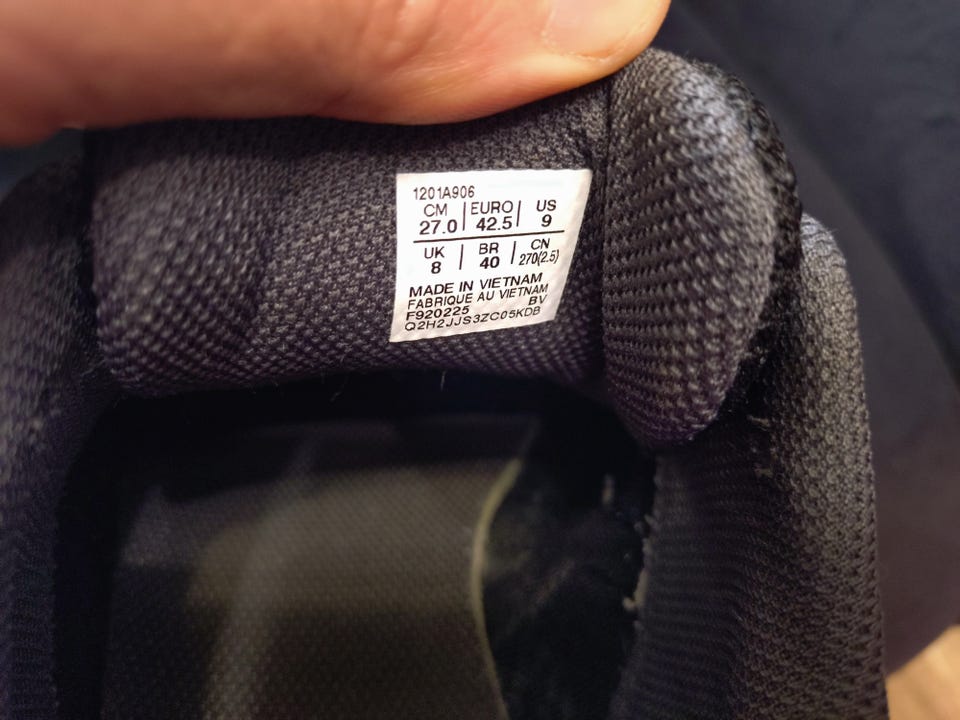 1201A906
CM | EURO | US
27.0 | 42.5 | 9
UK | BR | CN
8 | 40 | 270(2.5)
MADE IN VIETNAM
FABRIQUE AU VIETNAM
F920225 BV
Q2H2JJS3ZC05KDB